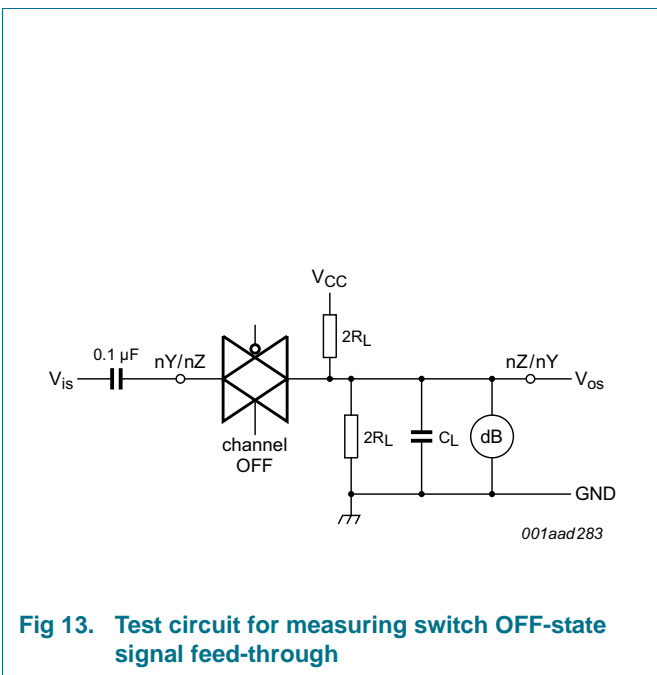 VCC
2RL
0.1 µF
nY/nZ
nZ/nY
Vis
Vos
2RL
CL
dB
channel
OFF
GND
001aad283
Fig 13. Test circuit for measuring switch OFF-state
signal feed-through